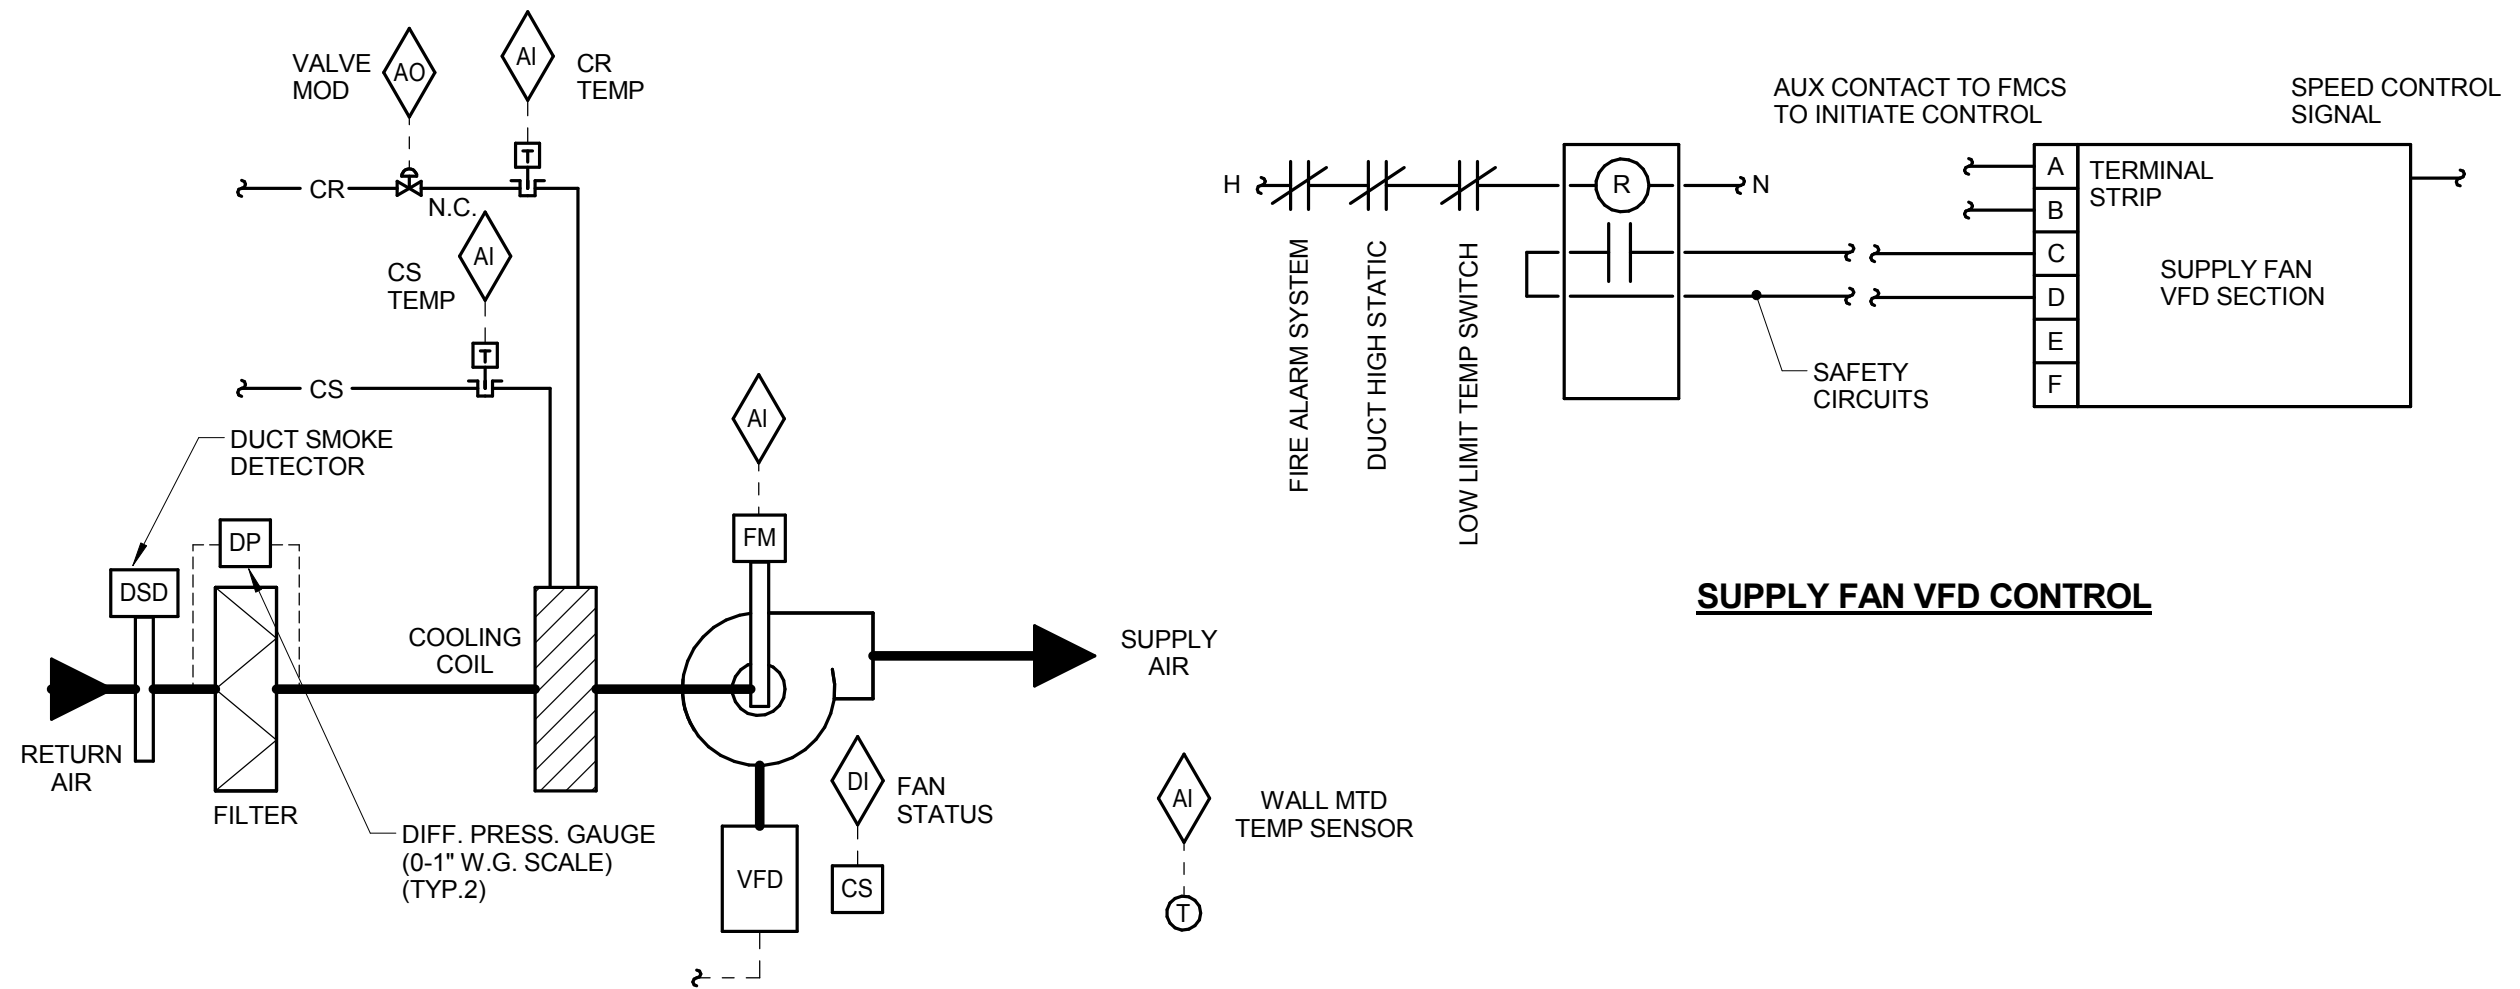 VALVE
MOD
AO
AI
CR
TEMP
T
CR
N.C.
CS
TEMP
AI
T
CS
DUCT SMOKE
DETECTOR
DSD
DP
RETURN
AIR
FILTER
DIFF. PRESS. GAUGE
(0-1" W.G. SCALE)
(TYP.2)
COOLING
COIL
AI
FM
SUPPLY
AIR
VFD
DI
FAN
STATUS
CS
AI
WALL MTD
TEMP SENSOR
T
H
FIRE ALARM SYSTEM
DUCT HIGH STATIC
LOW LIMIT TEMP SWITCH
R
N
AUX CONTACT TO FMCS
TO INITIATE CONTROL
SPEED CONTROL
SIGNAL
A
B
C
D
E
F
TERMINAL
STRIP
SUPPLY FAN
VFD SECTION
SAFETY
CIRCUITS
SUPPLY FAN VFD CONTROL